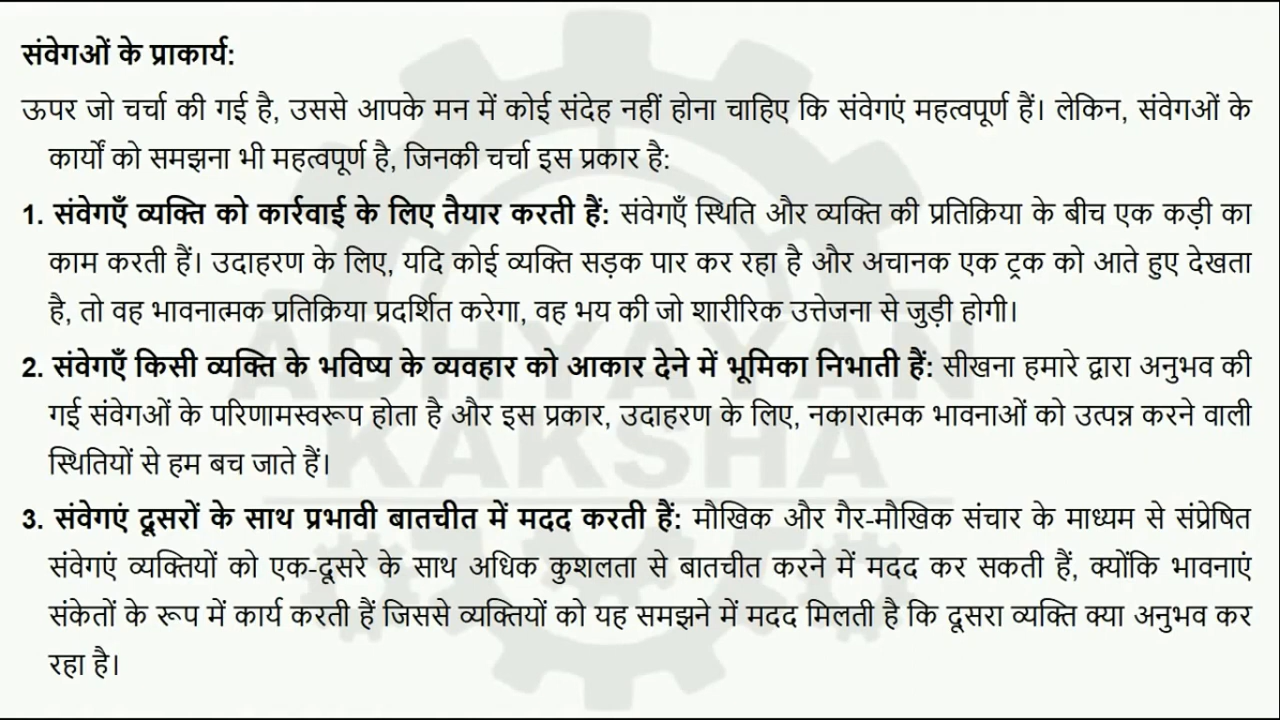 संवेगओं के प्राकार्य:
ऊपर जो चर्चा की गई है, उससे आपके मन में कोई संदेह नहीं होना चाहिए कि संवेगएं महत्वपूर्ण हैं। लेकिन, संवेगओं के
कार्यों को समझना भी महत्वपूर्ण है, जिनकी चर्चा इस प्रकार है:
1. संवेगएँ व्यक्ति को कार्रवाई के लिए तैयार करती हैं: संवेगएँ स्थिति और व्यक्ति की प्रतिक्रिया के बीच एक कड़ी का
काम करती हैं। उदाहरण के लिए, यदि कोई व्यक्ति सड़क पार कर रहा है और अचानक एक ट्रक को आते हुए देखता
है, तो वह भावनात्मक प्रतिक्रिया प्रदर्शित करेगा, वह भय की जो शारीरिक उत्तेजना से जुड़ी होगी।
2. संवेगएँ किसी व्यक्ति के भविष्य के व्यवहार को आकार देने में भूमिका निभाती हैं: सीखना हमारे द्वारा अनुभव की
गई संवेगओं के परिणामस्वरूप होता है और इस प्रकार, उदाहरण के लिए, नकारात्मक भावनाओं को उत्पन्न करने वाली
स्थितियों से हम बच जाते हैं।
3. संवेगएं दूसरों के साथ प्रभावी बातचीत में मदद करती हैं: मौखिक और गैर-मौखिक संचार के माध्यम से संप्रेषित
संवेगएं व्यक्तियों को एक-दूसरे के साथ अधिक कुशलता से बातचीत करने में मदद कर सकती हैं, क्योंकि भावनाएं
संकेतों के रूप में कार्य करती हैं जिससे व्यक्तियों को यह समझने में मदद मिलती है कि दूसरा व्यक्ति क्या अनुभव कर
रहा है।
ADHYAYAN
KAKSHA